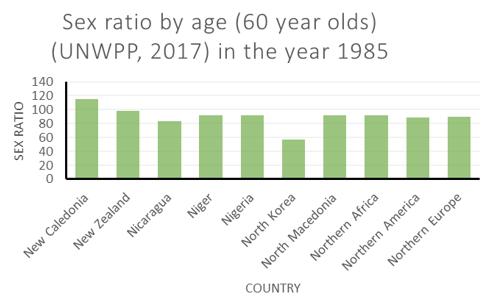 Sex ratio by age (60 year olds)
(UNWPP, 2017) in the year 1985
140
120
100
80
60
40
20
0
SEX RATIO
New Caledonia
New Zealand
Nicaragua
Niger
Nigeria
North Korea
North Macedonia
Northern Africa
Northern America
Northern Europe
COUNTRY